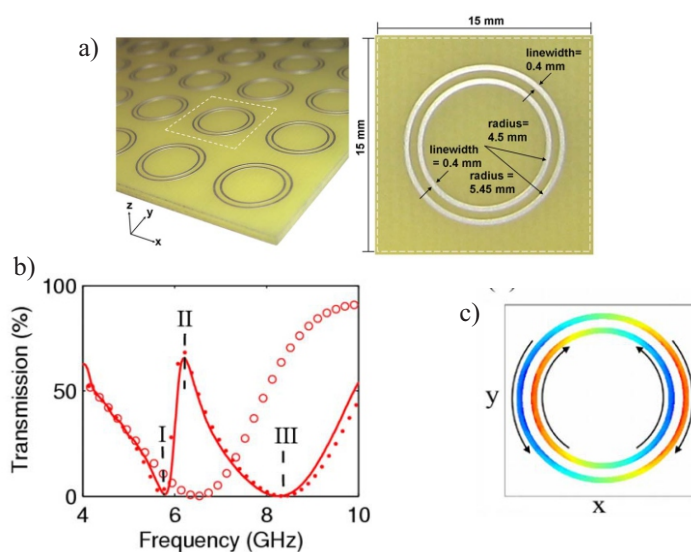 a)
15 mm
15 mm
linewidth=
0.4 mm
radius=
4.5 mm
linewidth
= 0.4 mm
radius =
5.45 mm
z
y
x
b)
Transmission (%)
100
50
0
I
II
III
4
6
8
10
Frequency (GHz)
c)
y
x